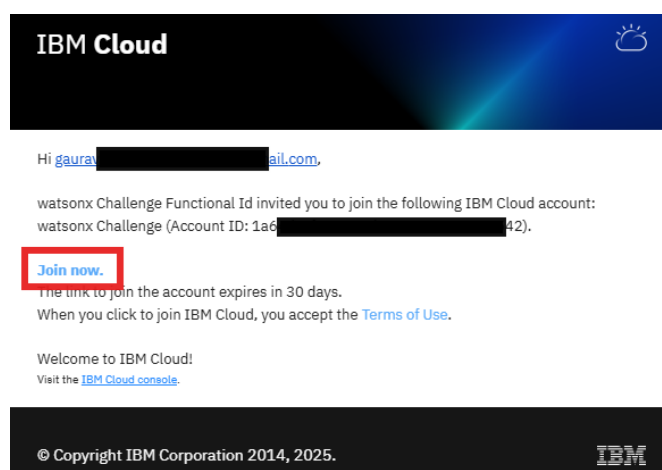 IBM Cloud
Hi gaurav ail.com,
watsonx Challenge Functional Id invited you to join the following IBM Cloud account:
watsonx Challenge (Account ID: 1a6 42).
Join now.
The link to join the account expires in 30 days.
When you click to join IBM Cloud, you accept the Terms of Use.
Welcome to IBM Cloud!
Visit the IBM Cloud console.
© Copyright IBM Corporation 2014, 2025.
IBM